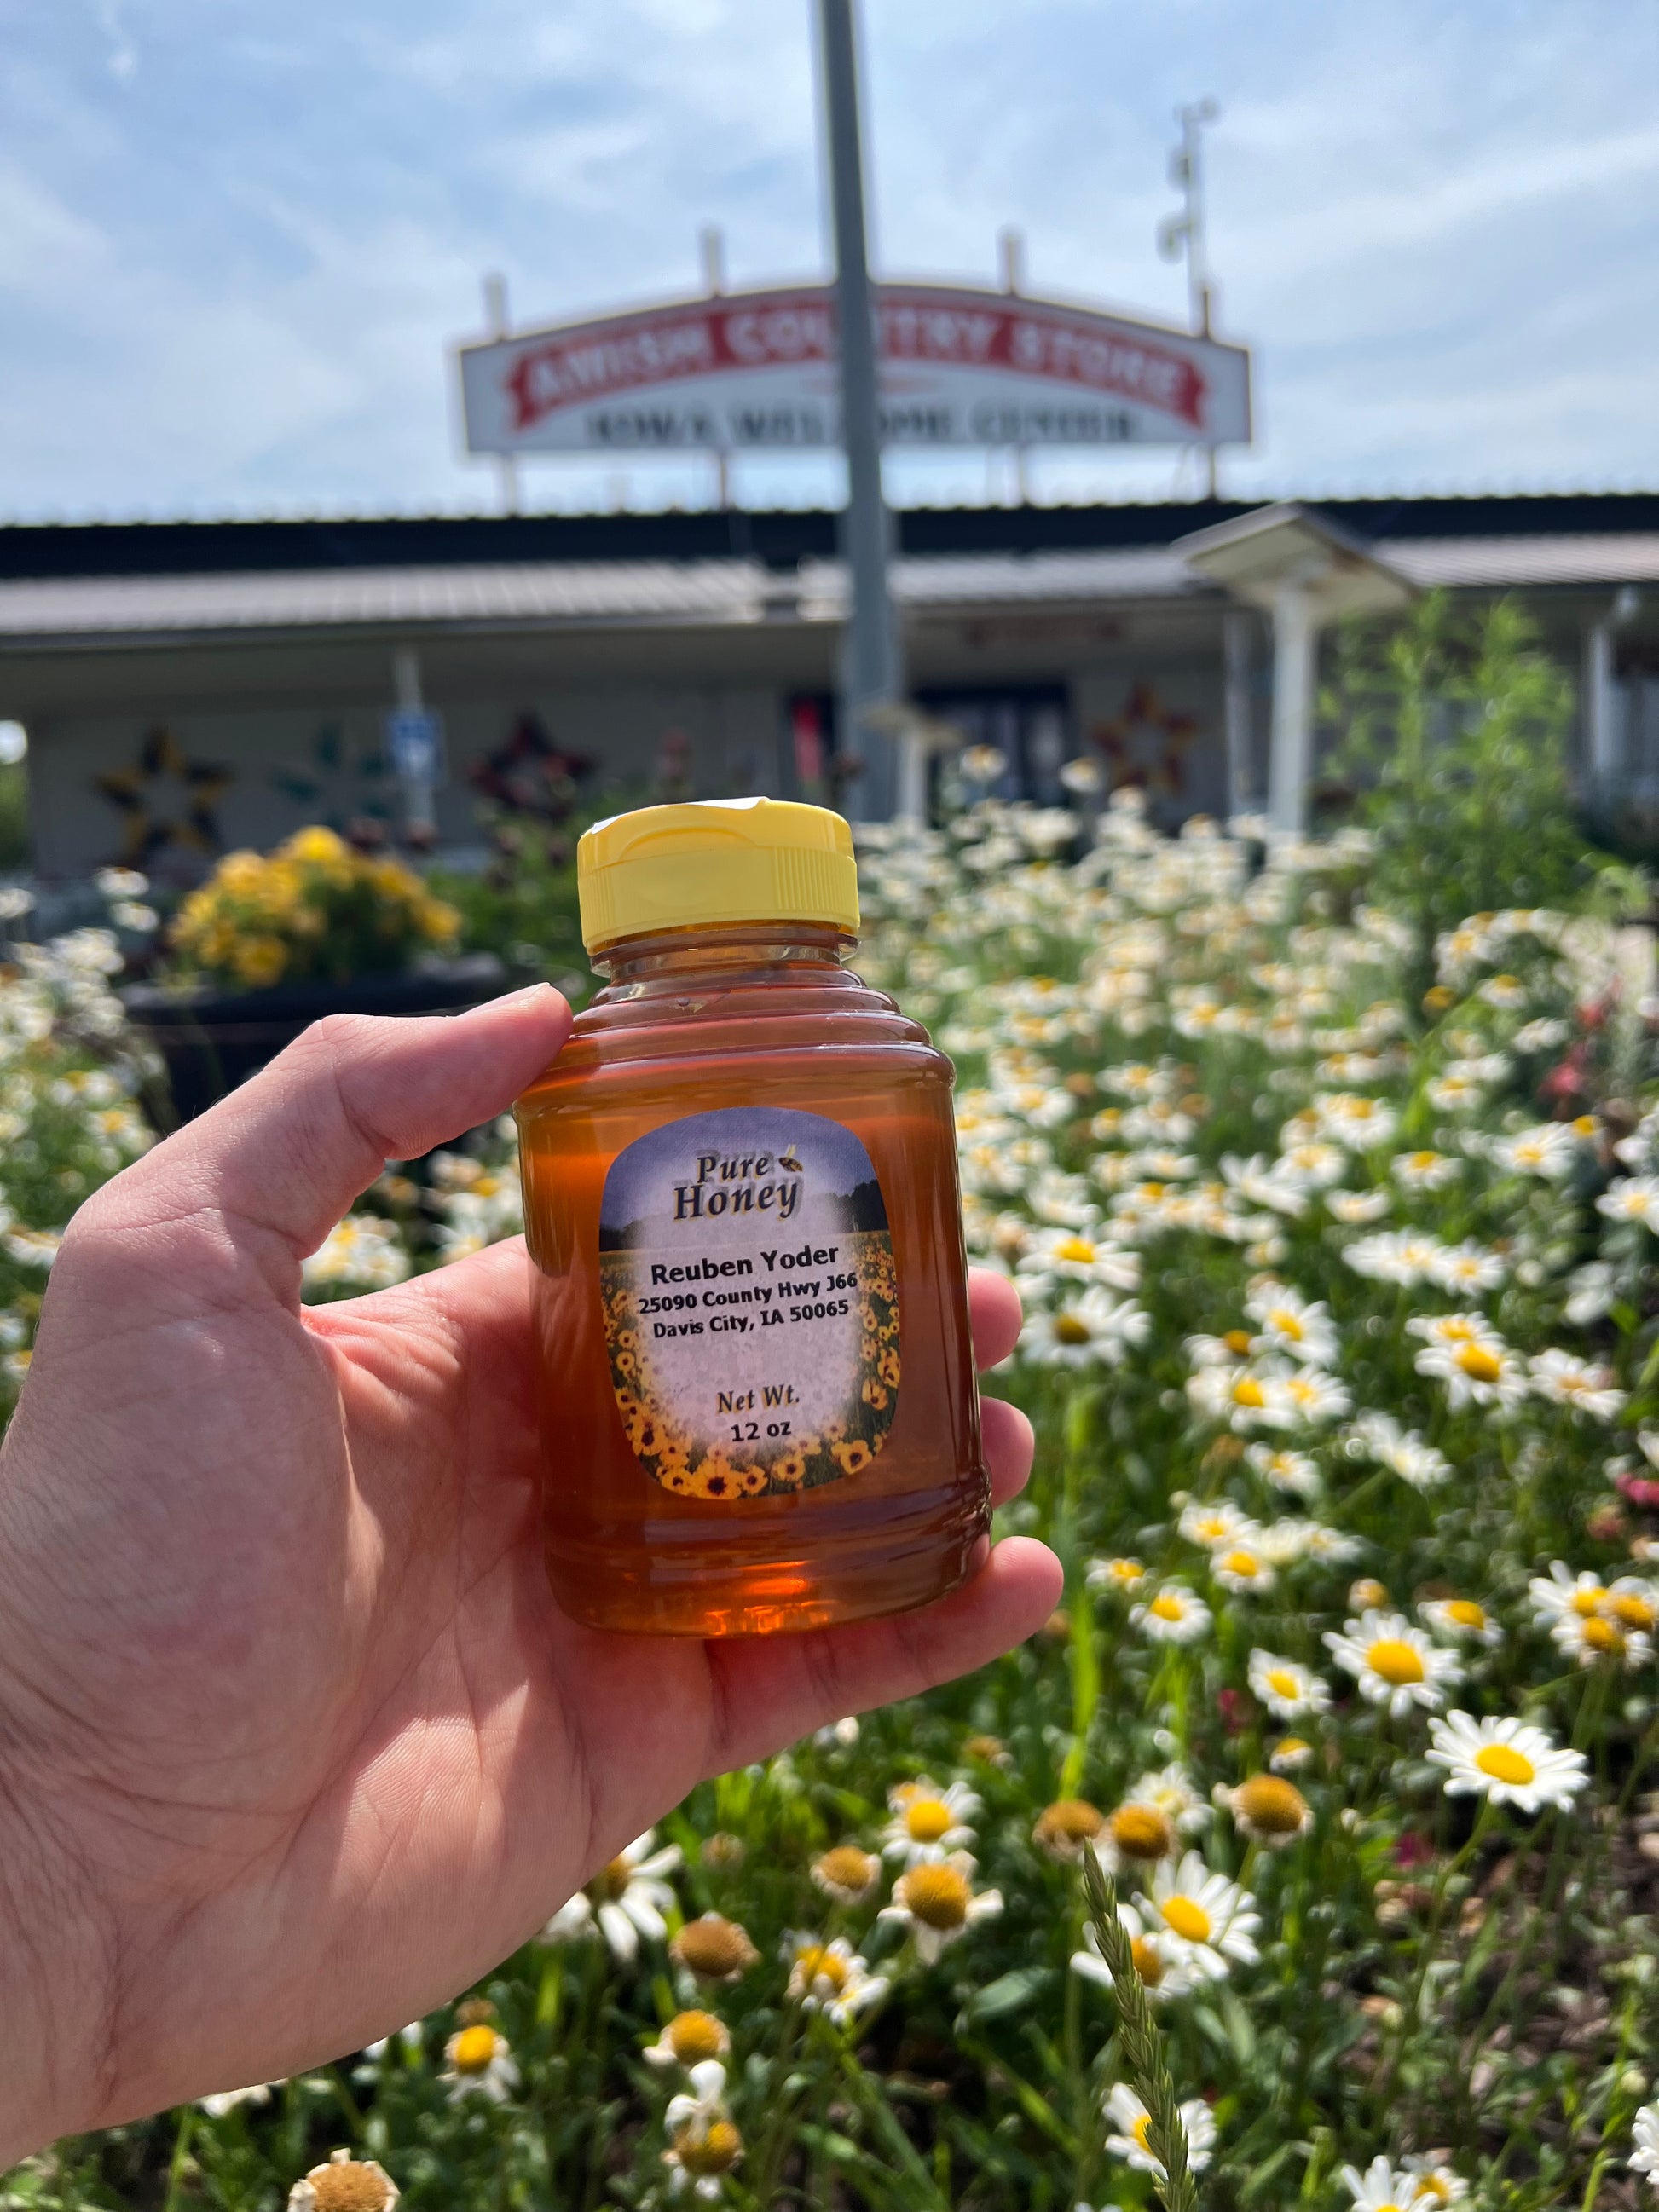 AMISH COUNTRY STORE
IOWA WELCOME CENTER
Pure
Honey
Reuben Yoder
25090 County Hwy J66
Davis City, IA 50065
Net Wt.
12 oz